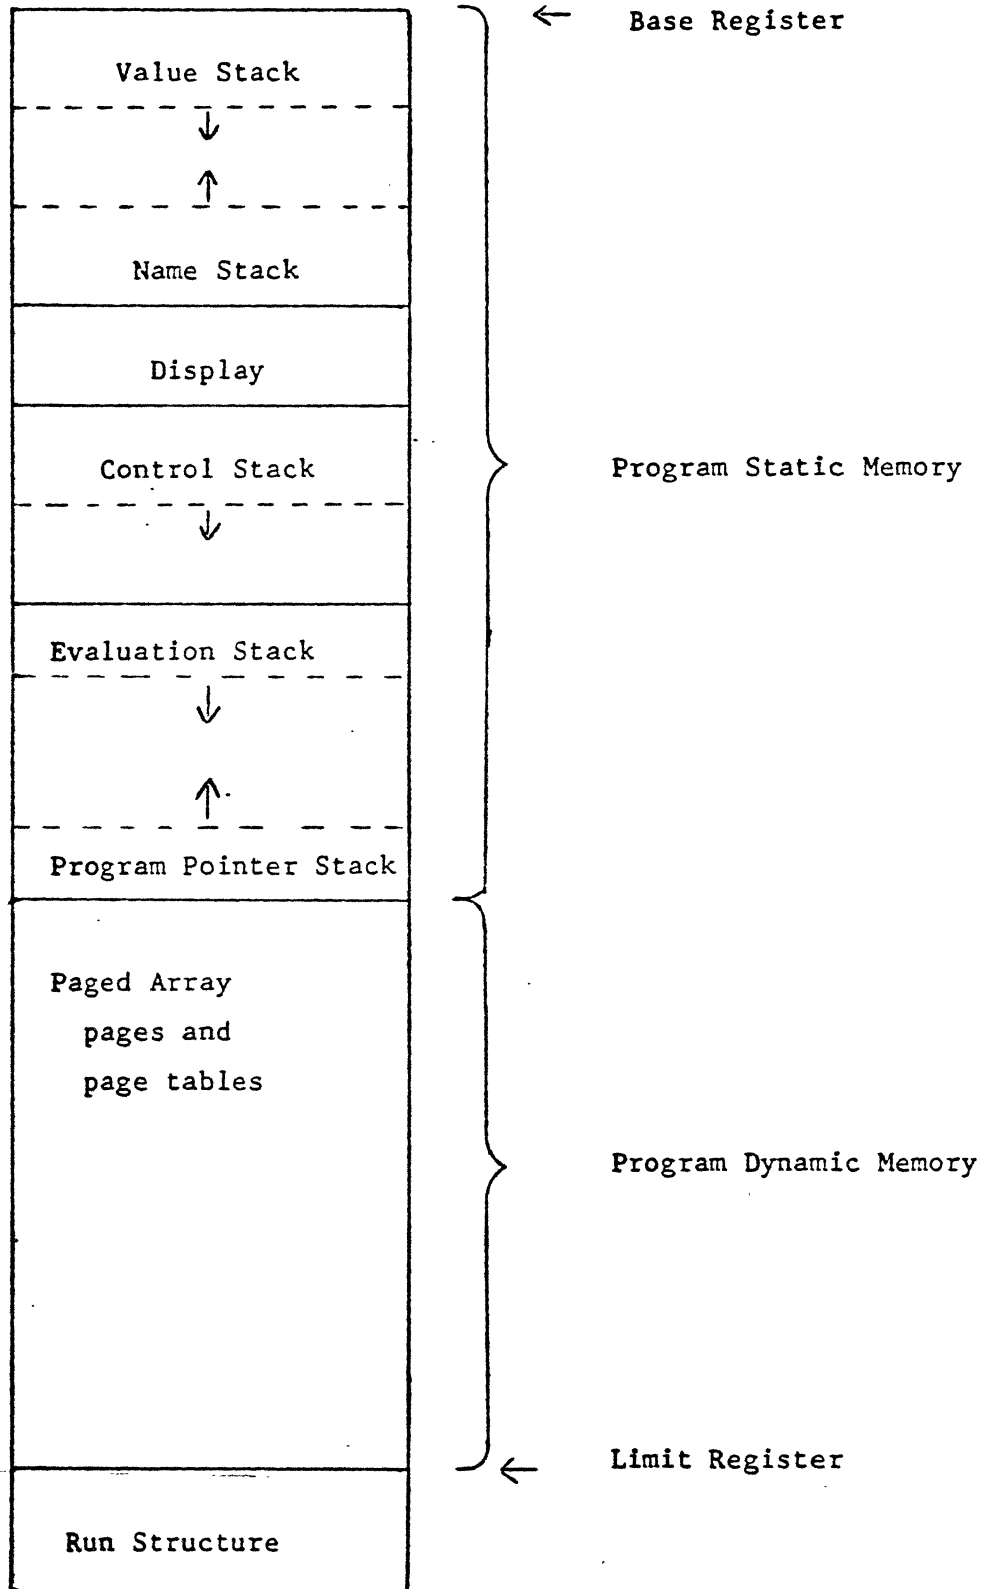 Base Register
Value Stack
Name Stack
Display
Control Stack
Program Static Memory
Evaluation Stack
Program Pointer Stack
Paged Array
pages and
page tables
Program Dynamic Memory
Limit Register
Run Structure